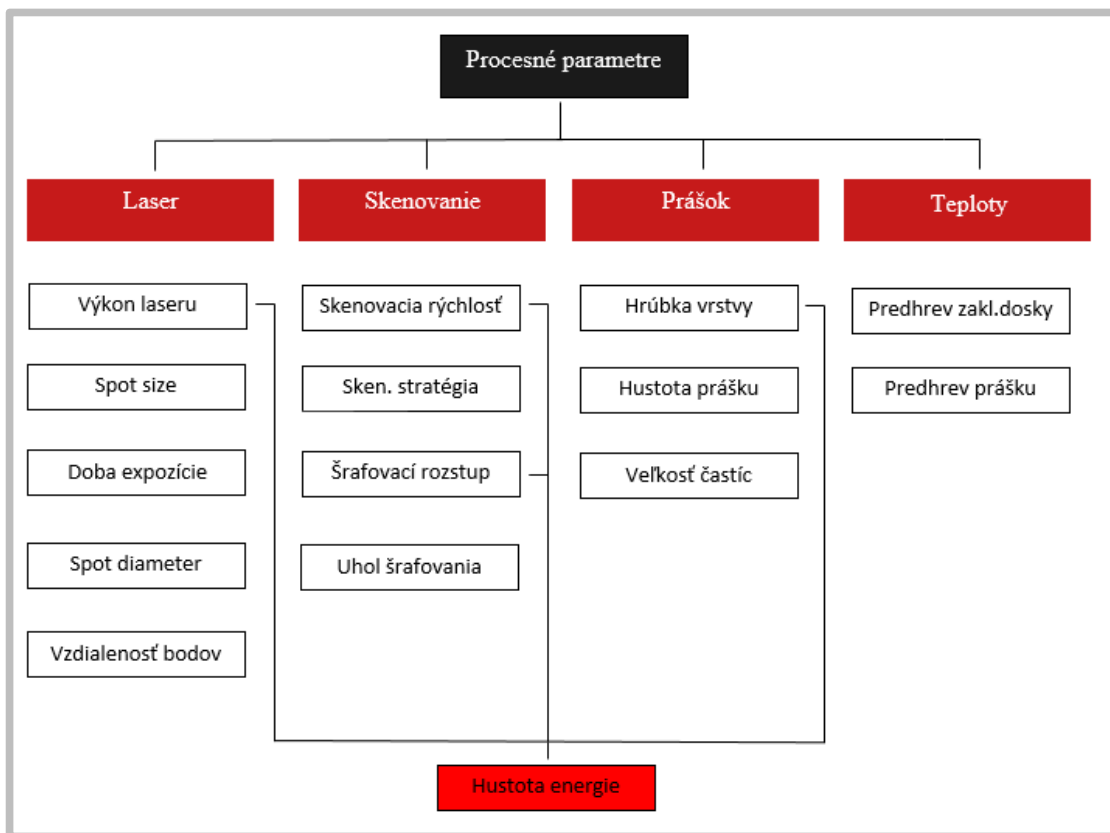 Procesné parametre
Laser
Skenovanie
Prášok
Teploty
Výkon laseru
Skenovacia rýchlosť
Hrúbka vrstvy
Predhrev zakl.dosky
Spot size
Sken. stratégia
Hustota prášku
Predhrev prášku
Doba expozície
Šrafovací rozstup
Veľkosť častíc
Spot diameter
Uhol šrafovania
Vzdialenosť bodov
Hustota energie